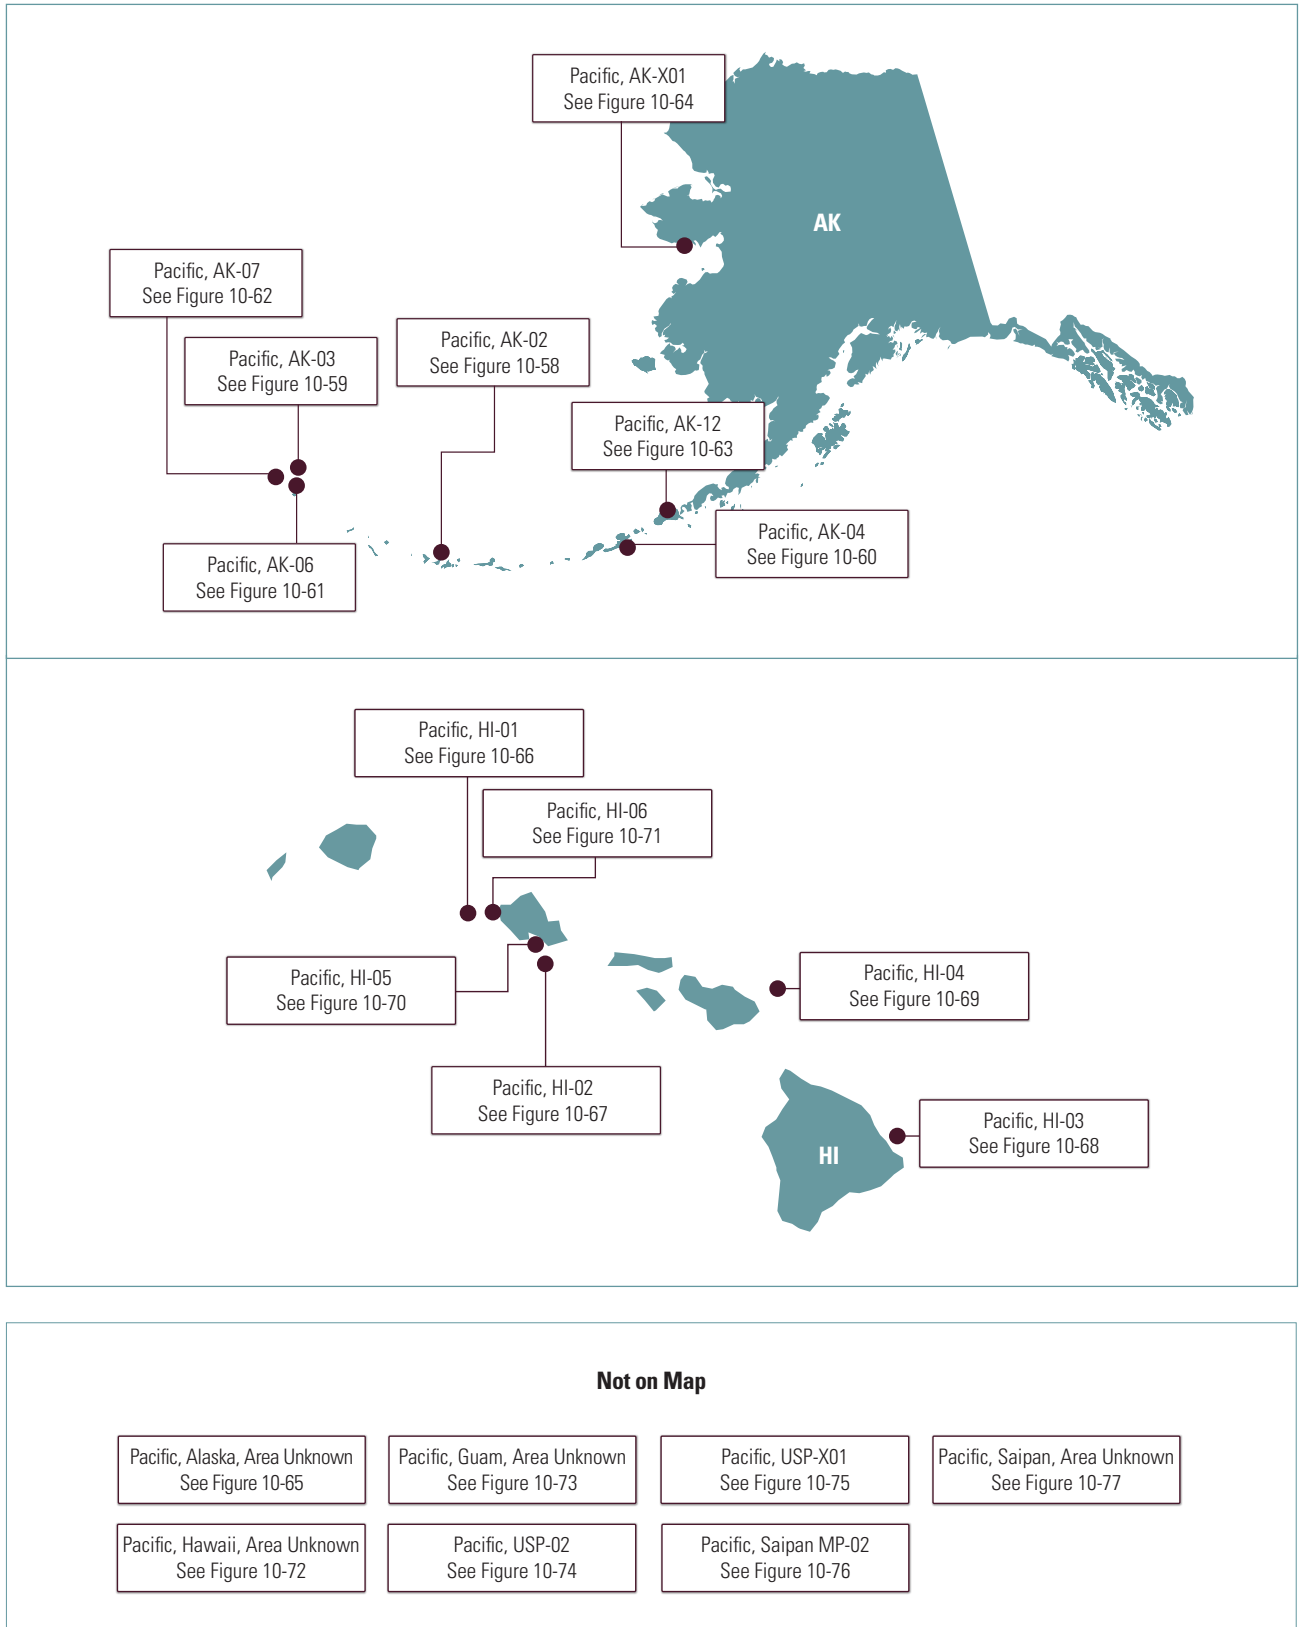 Pacific, AK-X01
See Figure 10-64
AK
Pacific, AK-07
See Figure 10-62
Pacific, AK-03
See Figure 10-59
Pacific, AK-02
See Figure 10-58
Pacific, AK-12
See Figure 10-63
Pacific, AK-04
See Figure 10-60
Pacific, AK-06
See Figure 10-61
Pacific, HI-01
See Figure 10-66
Pacific, HI-06
See Figure 10-71
Pacific, HI-05
See Figure 10-70
Pacific, HI-04
See Figure 10-69
Pacific, HI-02
See Figure 10-67
Pacific, HI-03
See Figure 10-68
HI
Not on Map
Pacific, Alaska, Area Unknown
See Figure 10-65
Pacific, Guam, Area Unknown
See Figure 10-73
Pacific, USP-X01
See Figure 10-75
Pacific, Saipan, Area Unknown
See Figure 10-77
Pacific, Hawaii, Area Unknown
See Figure 10-72
Pacific, USP-02
See Figure 10-74
Pacific, Saipan MP-02
See Figure 10-76